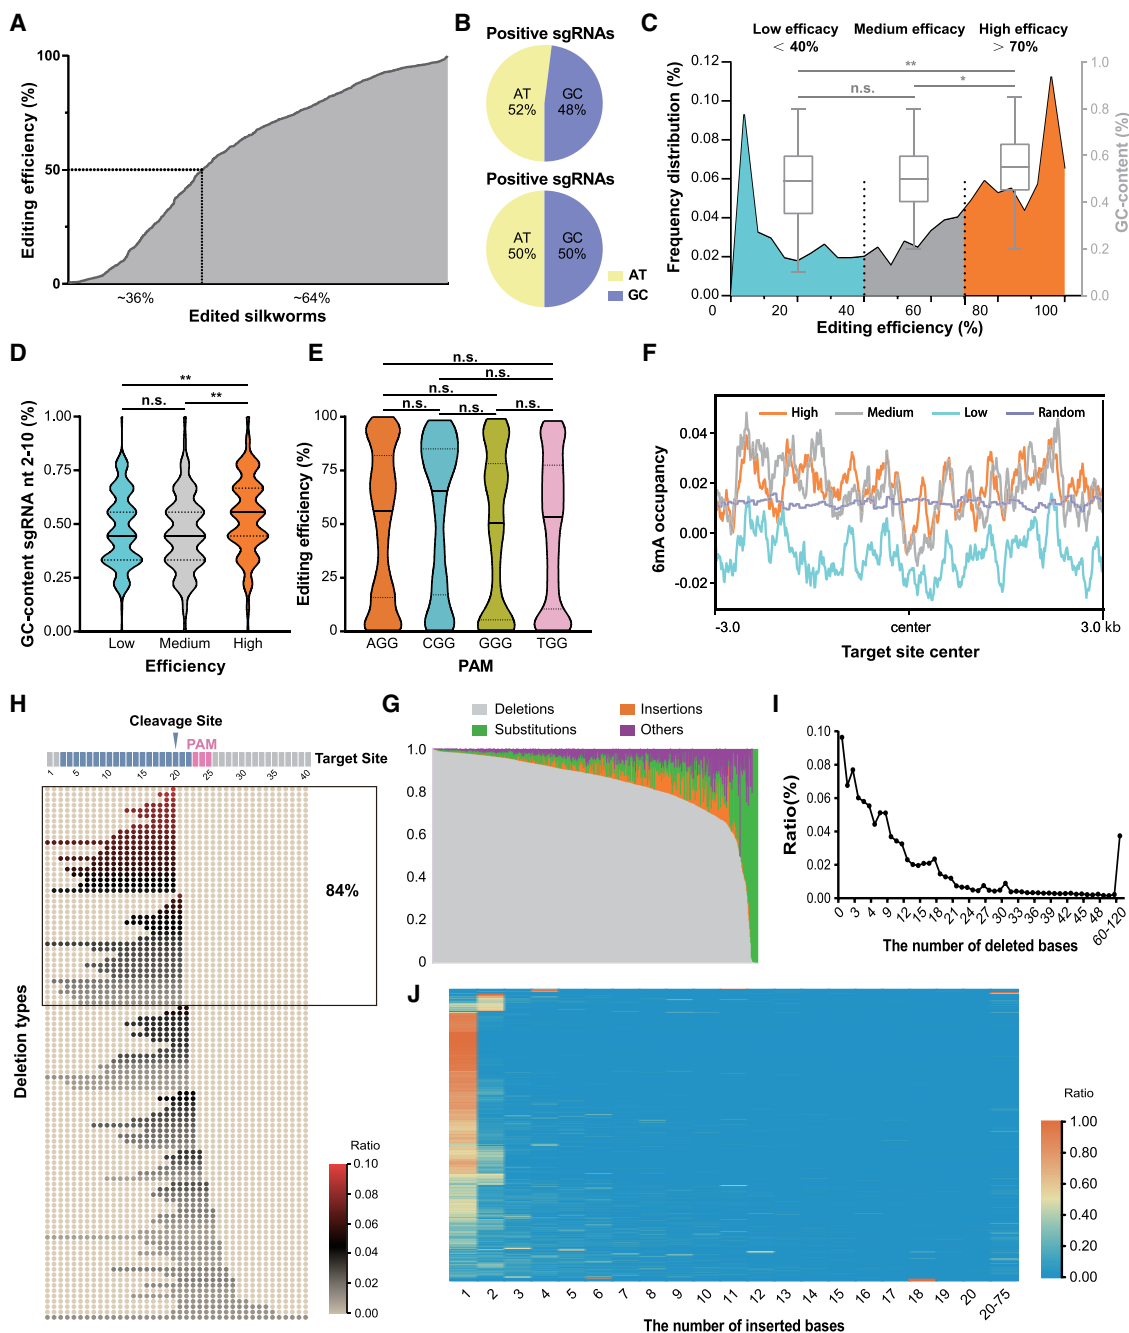 A
Editing efficiency (%)
100
50
0
~36%
~64%
Edited silkworms
B
Positive sgRNAs
AT
52%
GC
48%
Positive sgRNAs
AT
50%
GC
50%
AT
GC
C
Low efficacy
< 40%
Medium efficacy
High efficacy
> 70%
Frequency distribution (%)
0.12
0.10
0.08
0.06
0.04
0.02
0.00
**
n.s.
*
1.0
0.8
0.6
0.4
0.2
0.0
GC-content (%)
0
20
40
60
80
100
Editing efficiency (%)
D
GC-content sgRNA nt 2-10 (%)
1.00
0.75
0.50
0.25
0.00
**
n.s.
**
Low
Medium
High
Efficiency
E
Editing efficiency (%)
100
75
50
25
0
n.s.
n.s.
n.s.
n.s.
n.s.
n.s.
AGG
CGG
GGG
TGG
PAM
F
6mA occupancy
0.04
0.02
0.00
-0.02
High
Medium
Low
Random
-3.0
center
3.0 kb
Target site center
H
Cleavage Site
PAM
Target Site
1
5
10
15
20
25
30
35
40
84%
Deletion types
Ratio
0.10
0.08
0.06
0.04
0.02
0.00
G
Deletions
Insertions
Substitutions
Others
1.0
0.8
0.6
0.4
0.2
0
I
Ratio(%)
0.10
0.08
0.06
0.04
0.02
0.00
0
3
4
9
12
15
18
21
24
27
30
33
36
39
42
45
48
60-120
The number of deleted bases
J
1
2
3
4
5
6
7
8
9
10
11
12
13
14
15
16
17
18
19
20
20-75
The number of inserted bases
Ratio
1.00
0.80
0.60
0.40
0.20
0.00